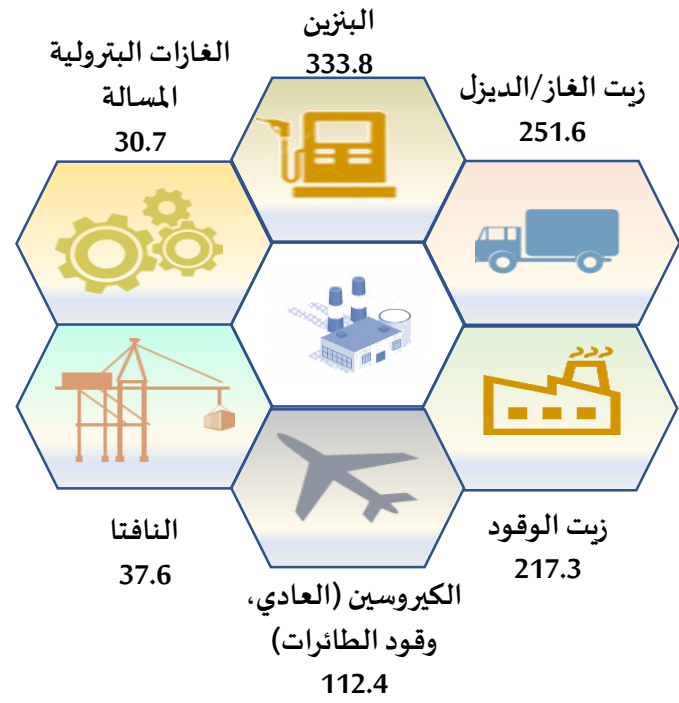 البنزين
333.8
زيت الغاز/الديزل
251.6
الغازات البترولية
المسالة
30.7
زيت الوقود
217.3
النافتا
37.6
الكيروسين (العادي،
وقود الطائرات)
112.4